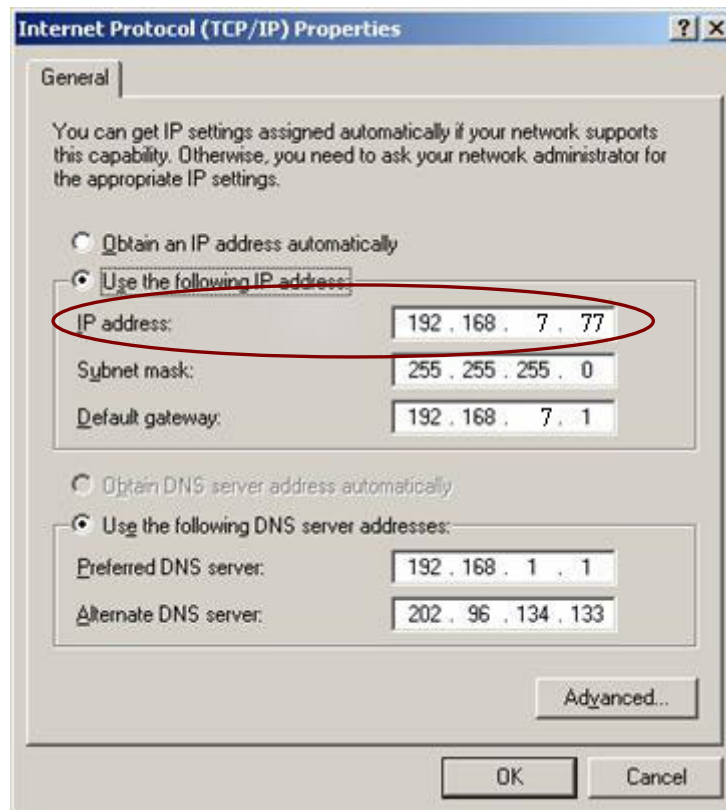 Internet Protocol (TCP/IP) Properties
General
You can get IP settings assigned automatically if your network supports
this capability. Otherwise, you need to ask your network administrator for
the appropriate IP settings.
Obtain an IP address automatically
Use the following IP address:
IP address: 192 . 168 . 7 . 77
Subnet mask: 255 . 255 . 255 . 0
Default gateway: 192 . 168 . 7 . 1
Obtain DNS server address automatically
Use the following DNS server addresses:
Preferred DNS server: 192 . 168 . 1 . 1
Alternate DNS server: 202 . 96 . 134 . 133
Advanced...
OK Cancel